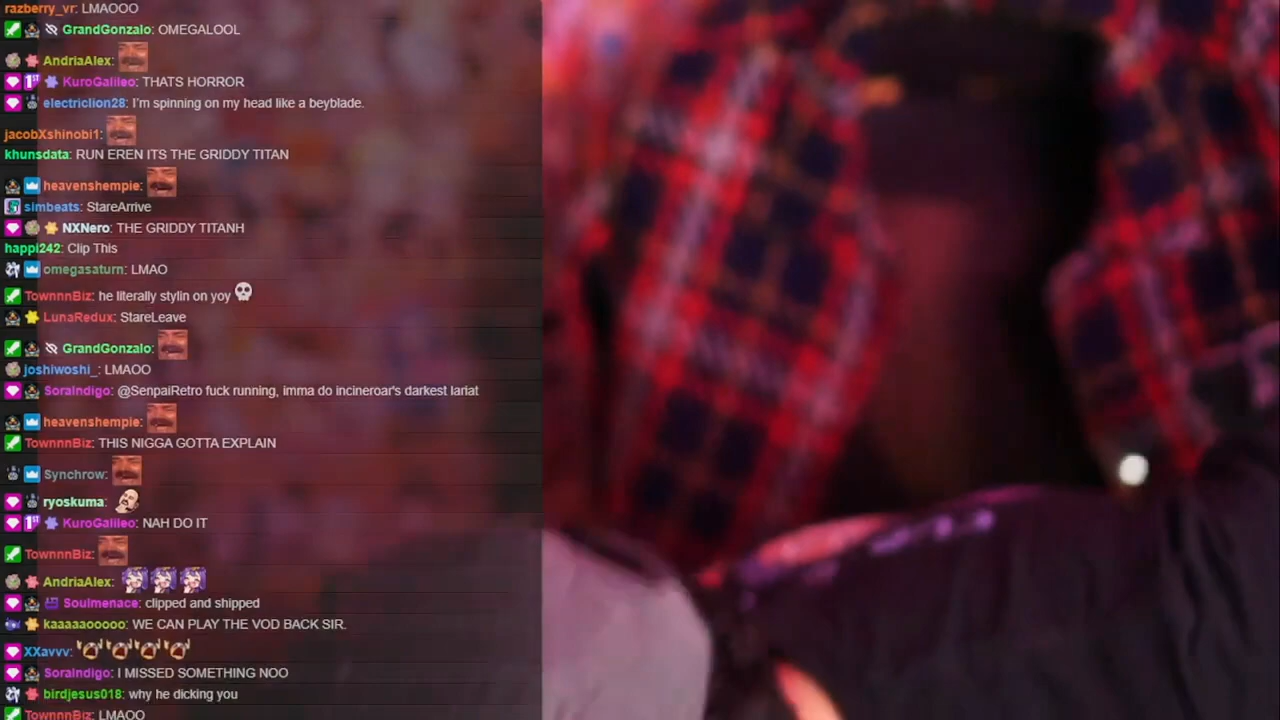 razberry_vr: LMAOOO
GrandGonzalo: OMEGALOOL
AndriaAlex:
1ST KuroGalileo: THATS HORROR
electriclion28: I'm spinning on my head like a beyblade.
jacobXshinobi1:
khunsdata: RUN EREN ITS THE GRIDDY TITAN
heavenshempie:
simbeats: StareArrive
NXNero: THE GRIDDY TITANH
happi242: Clip This
omegasaturn: LMAO
TownnnBiz: he literally stylin on yoy
LunaRedux: StareLeave
GrandGonzalo:
joshiwoshi_: LMAOO
SoraIndigo: @SenpaiRetro fuck running, imma do incineroar's darkest lariat
heavenshempie:
TownnnBiz: THIS NIGGA GOTTA EXPLAIN
Synchrow:
ryoskuma:
1ST KuroGalileo: NAH DO IT
TownnnBiz:
AndriaAlex:
Soulmenace: clipped and shipped
kaaaaaooooo: WE CAN PLAY THE VOD BACK SIR.
XXavvv:
SoraIndigo: I MISSED SOMETHING NOO
birdjesus018: why he dicking you
TownnnBiz: LMAOO